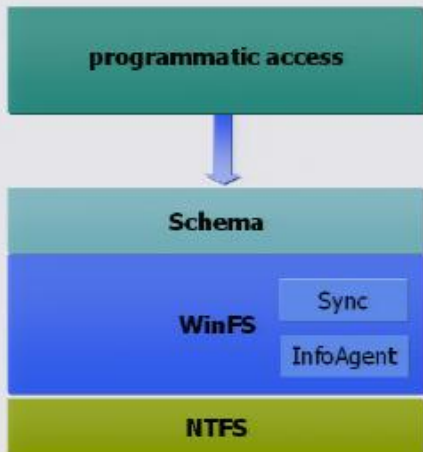 programmatic access
Schema
WinFS
Sync
InfoAgent
NTFS